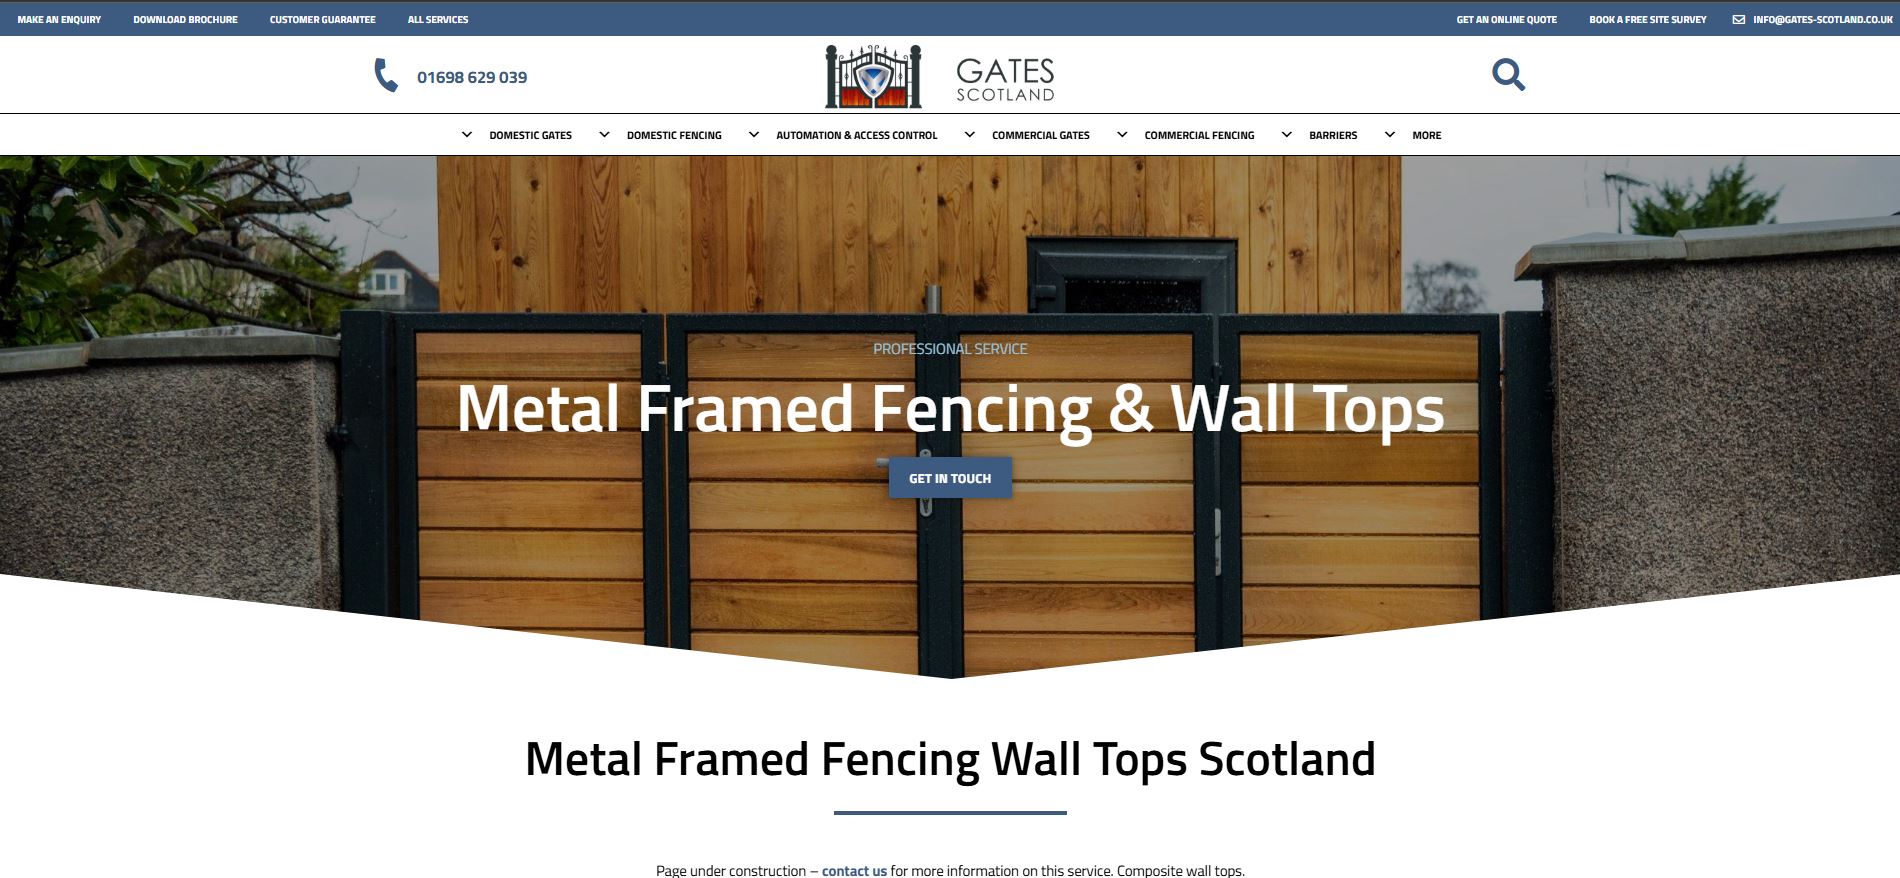 MAKE AN ENQUIRY DOWNLOAD BROCHURE CUSTOMER GUARANTEE ALL SERVICES GET AN ONLINE QUOTE BOOK A FREE SITE SURVEY INFO@GATES-SCOTLAND.CO.UK
01698 629 039
GATES
SCOTLAND
DOMESTIC GATES DOMESTIC FENCING AUTOMATION & ACCESS CONTROL COMMERCIAL GATES COMMERCIAL FENCING BARRIERS MORE
PROFESSIONAL SERVICE
Metal Framed Fencing & Wall Tops
GET IN TOUCH
Metal Framed Fencing Wall Tops Scotland
Page under construction – contact us for more information on this service. Composite wall tops.